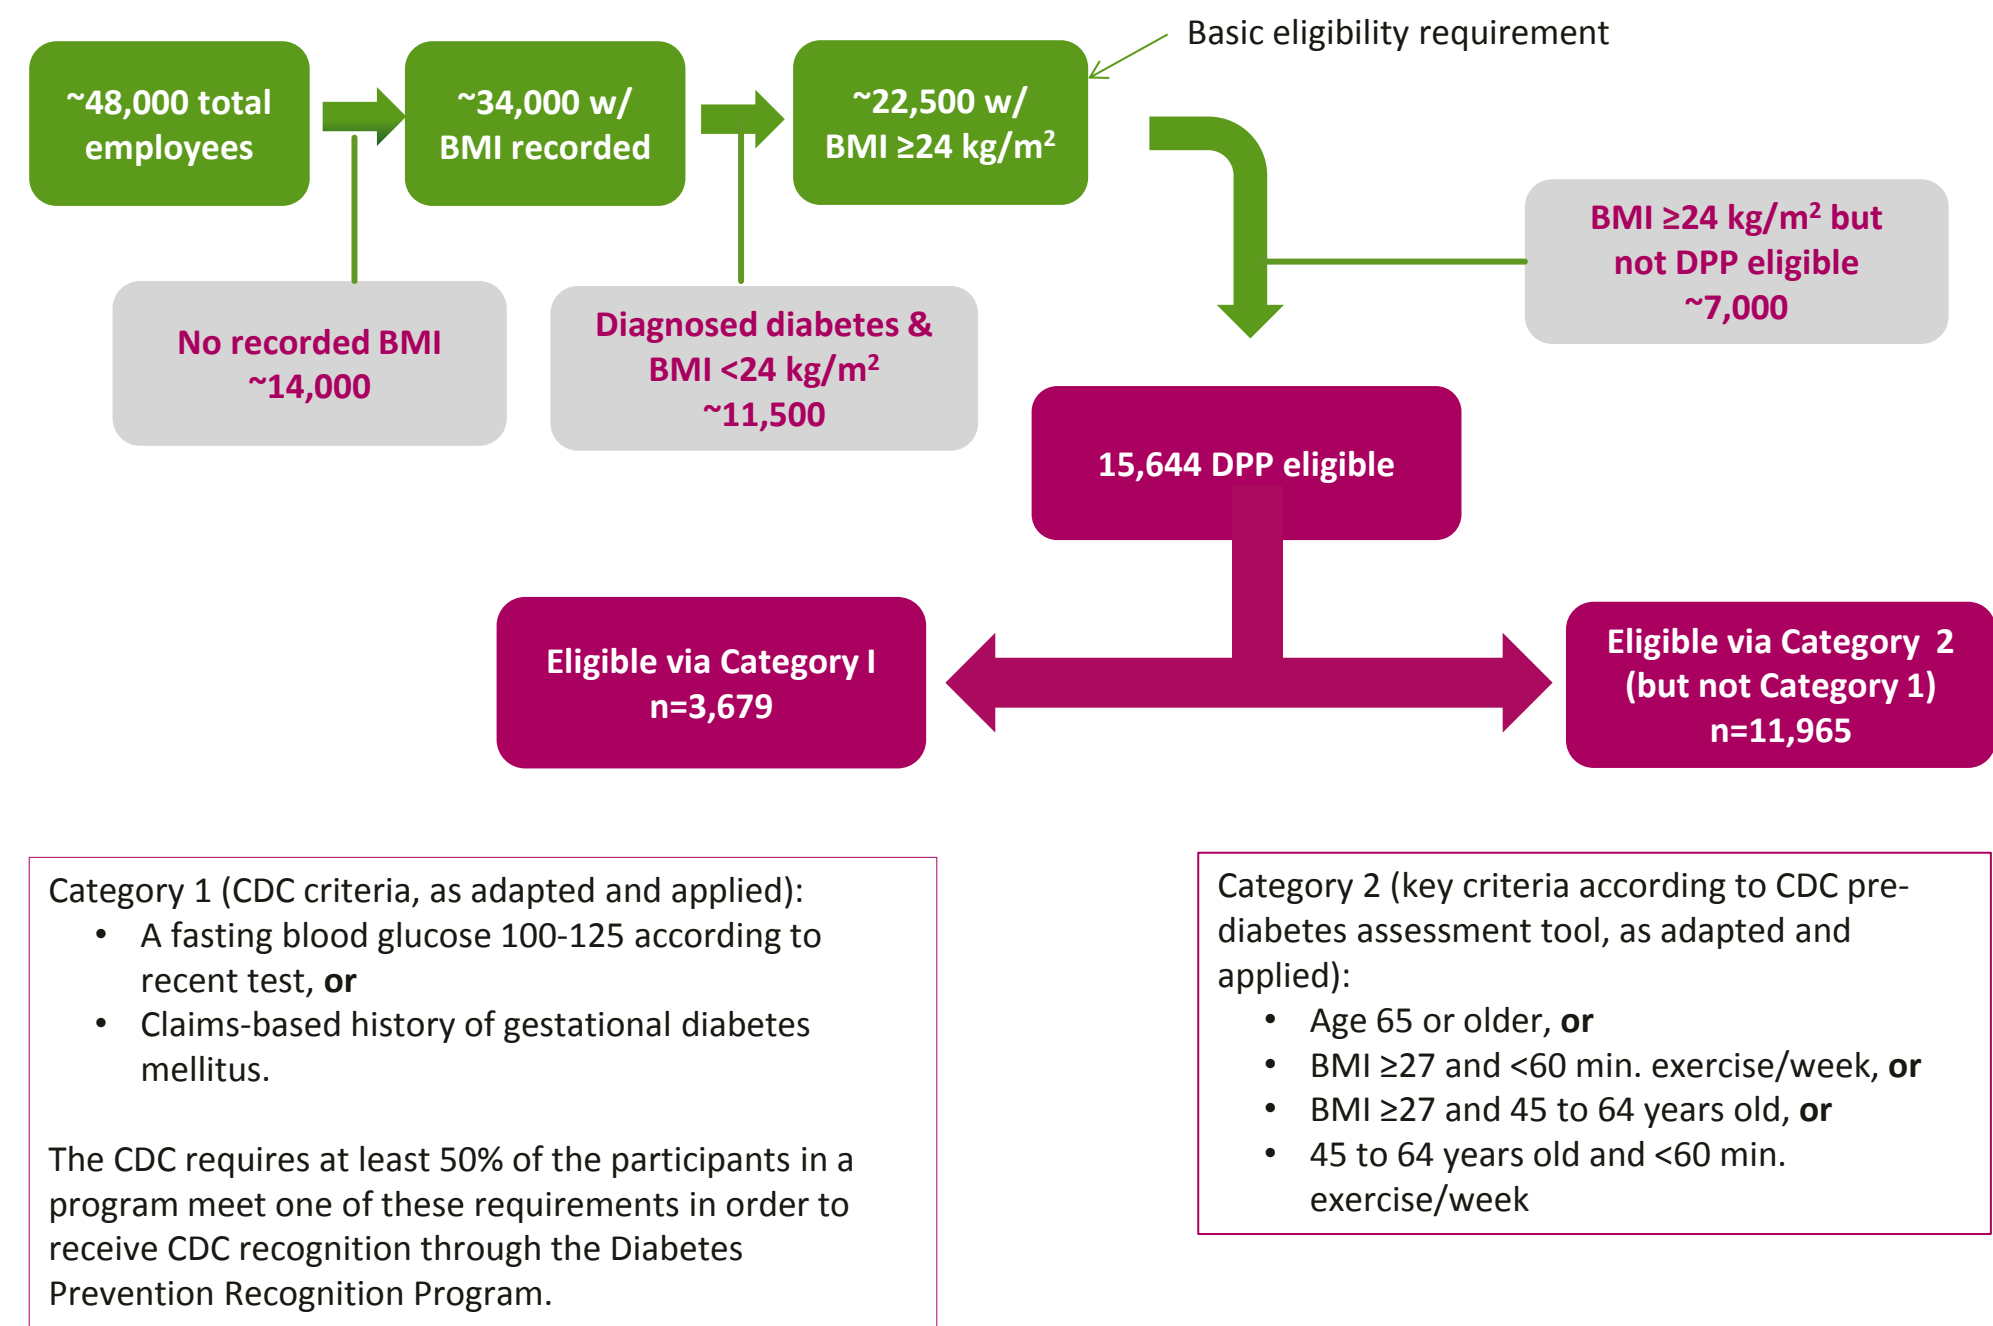 Basic eligibility requirement
~48,000 total
employees
~34,000 w/
BMI recorded
~22,500 w/
BMI ≥24 kg/m²
No recorded BMI
~14,000
Diagnosed diabetes &
BMI <24 kg/m²
~11,500
BMI ≥24 kg/m² but
not DPP eligible
~7,000
15,644 DPP eligible
Eligible via Category I
n=3,679
Eligible via Category 2
(but not Category 1)
n=11,965
Category 1 (CDC criteria, as adapted and applied):
• A fasting blood glucose 100-125 according to
recent test, or
• Claims-based history of gestational diabetes
mellitus.
The CDC requires at least 50% of the participants in a
program meet one of these requirements in order to
receive CDC recognition through the Diabetes
Prevention Recognition Program.
Category 2 (key criteria according to CDC pre-
diabetes assessment tool, as adapted and
applied):
• Age 65 or older, or
• BMI ≥27 and <60 min. exercise/week, or
• BMI ≥27 and 45 to 64 years old, or
• 45 to 64 years old and <60 min.
exercise/week